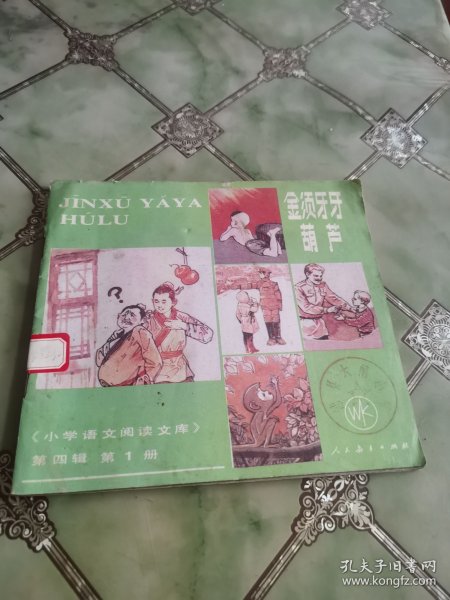 JINXŪ YÁYA
HÚLU
金须牙牙
葫芦
?
《小学语文阅读文库》
第四辑 第1册
WK
人民教育出版社
孔夫子旧书网
www.kongfz.com